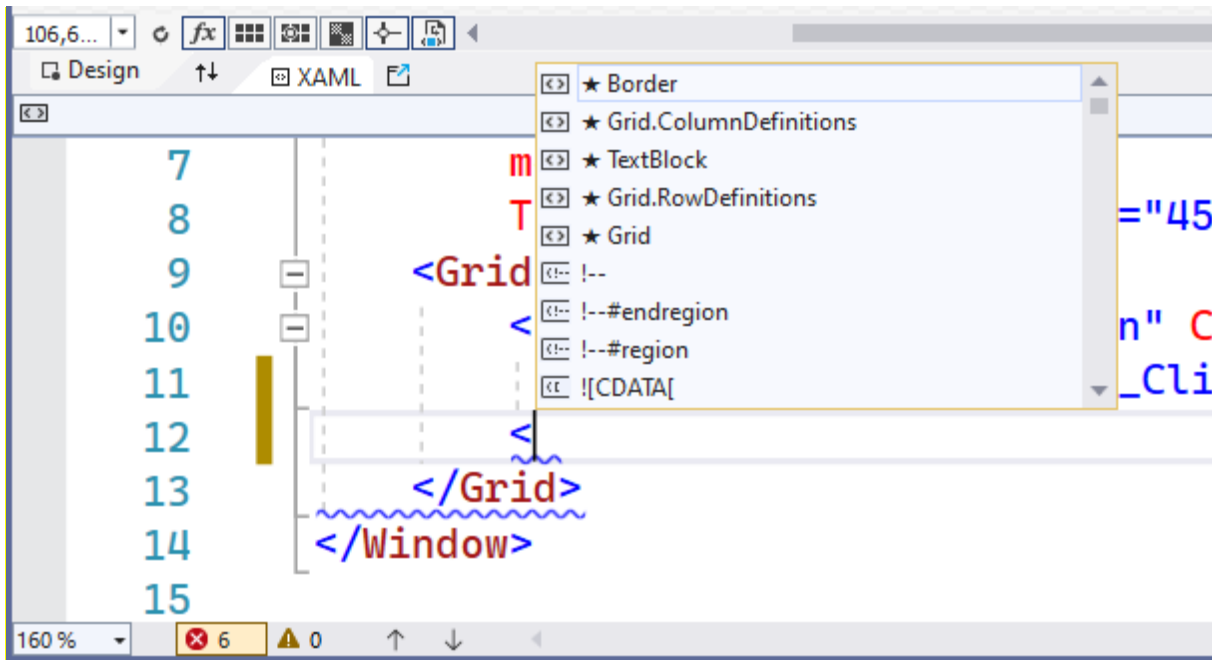 106,6... fx
Design XAML
★ Border
★ Grid.ColumnDefinitions
★ TextBlock
★ Grid.RowDefinitions
★ Grid
!--
!--#endregion
!--#region
![CDATA[
7 m
8 T ="45
9 <Grid
10 < n" C
11 _Cli
12 <
13 </Grid>
14 </Window>
15
160 % 6 0